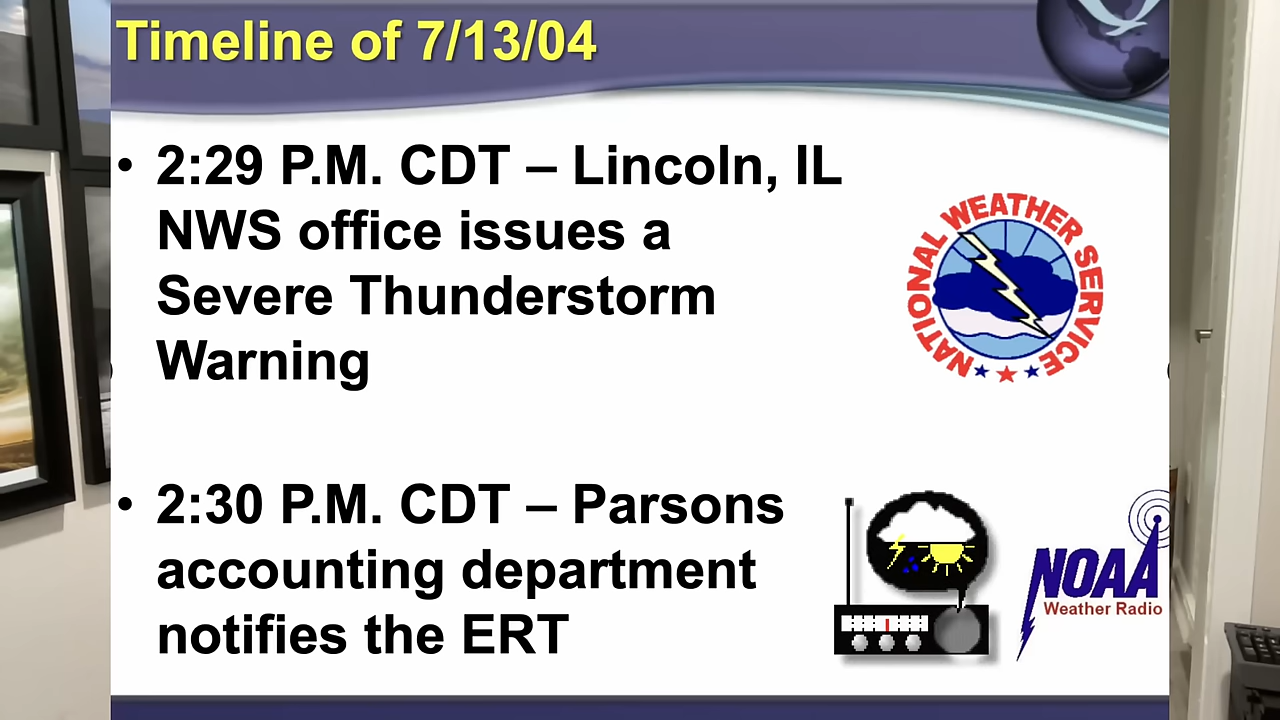 Timeline of 7/13/04
• 2:29 P.M. CDT – Lincoln, IL
NWS office issues a
Severe Thunderstorm
Warning
NATIONAL WEATHER SERVICE
• 2:30 P.M. CDT – Parsons
accounting department
notifies the ERT
NOAA
Weather Radio